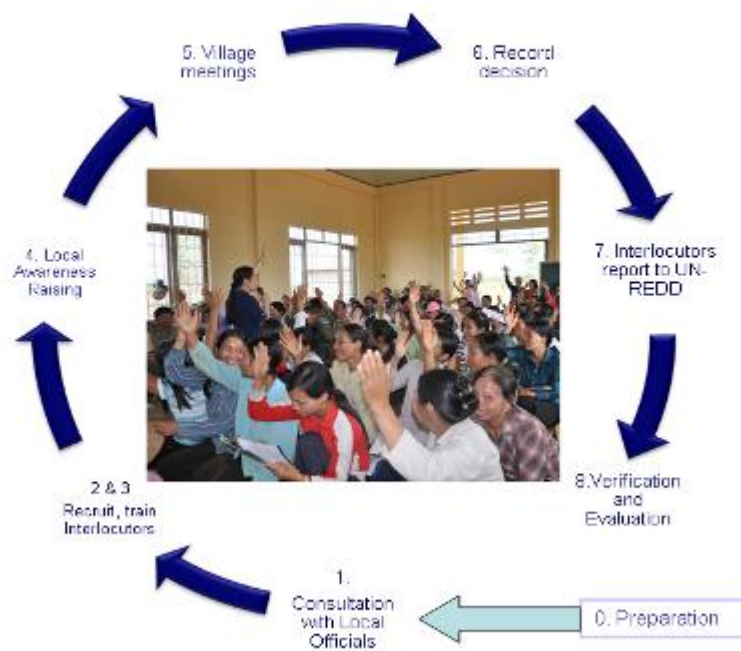 0. Preparation
1.
Consultation
with Local
Officials
2 & 3
Recruit, train
Interlocutors
4. Local
Awareness
Raising
5. Village
meetings
6. Record
decision
7. Interlocutors
report to UN-
REDD
8.Verification
and
Evaluation